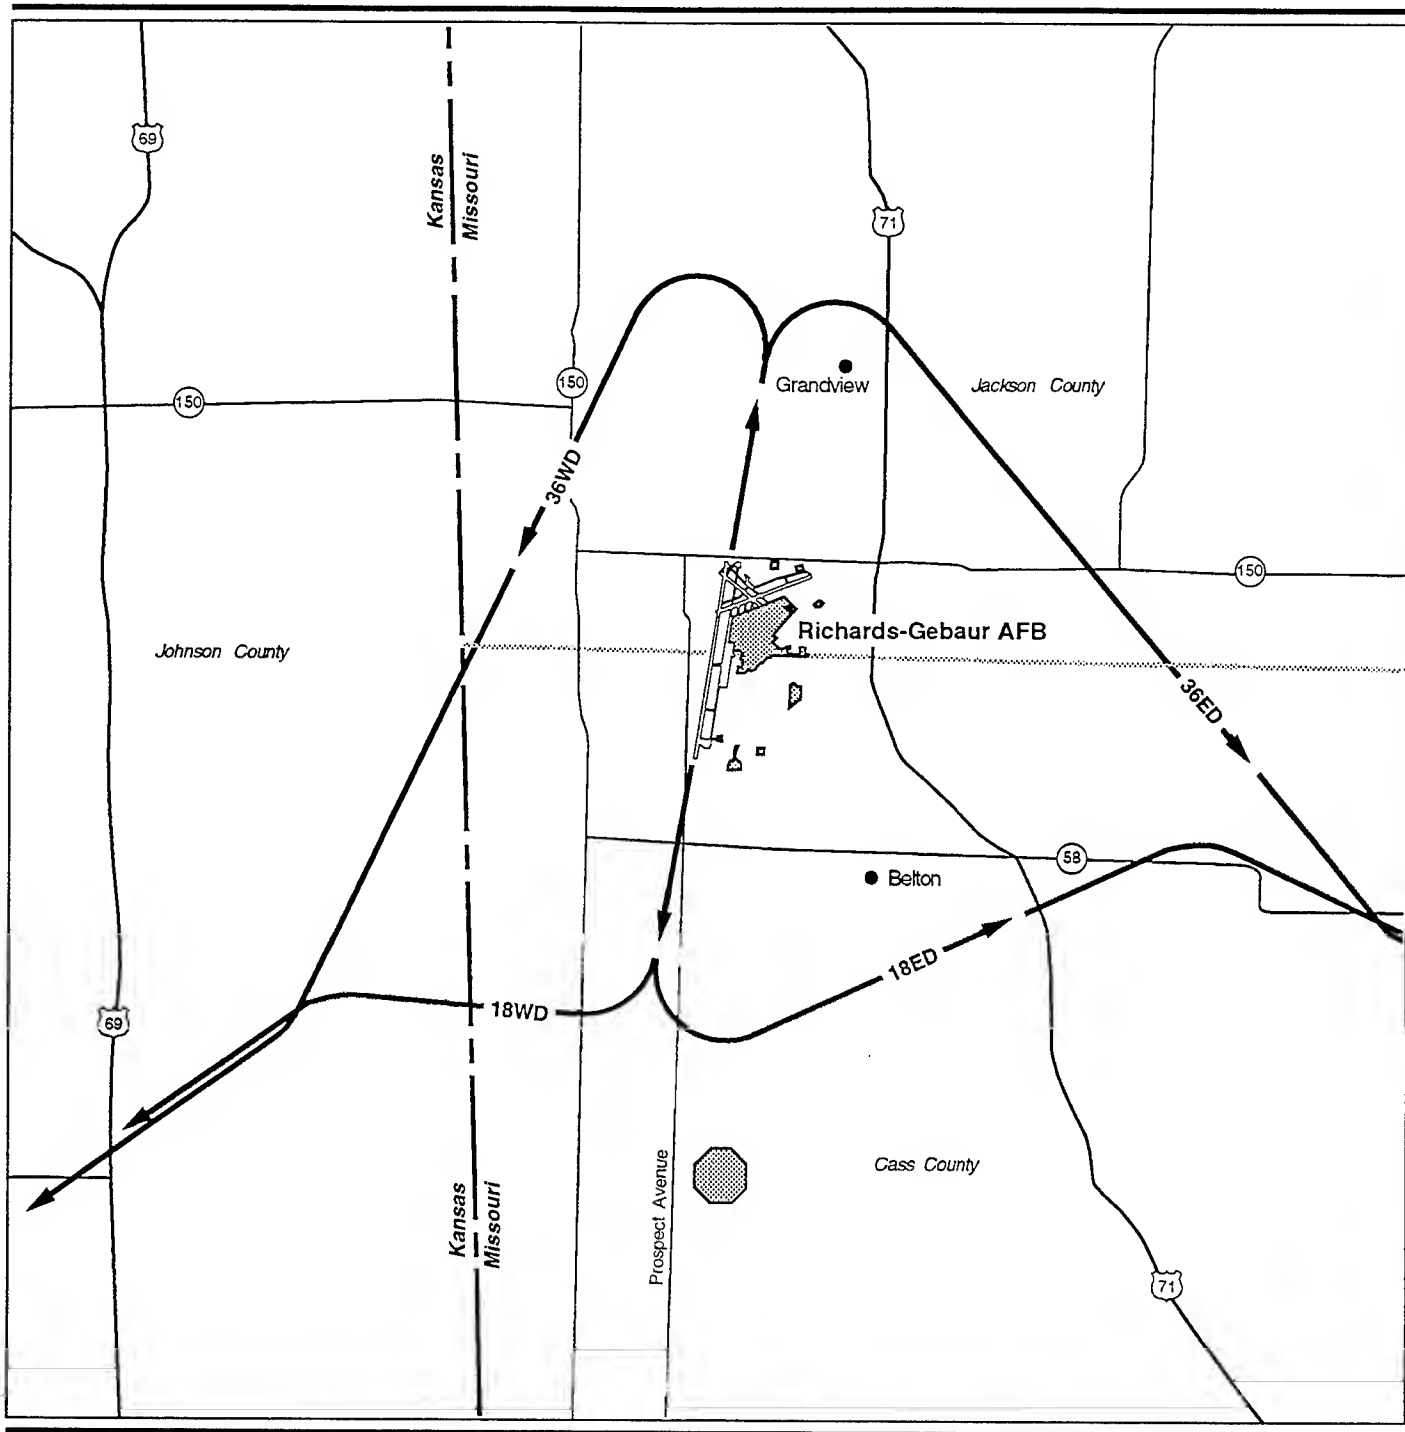 69
Kansas
Missouri
71
150
150
Grandview
Jackson County
36WD
150
Richards-Gebaur AFB
Johnson County
36ED
58
Belton
18ED
18WD
69
Prospect Avenue
Cass County
Kansas
Missouri
71